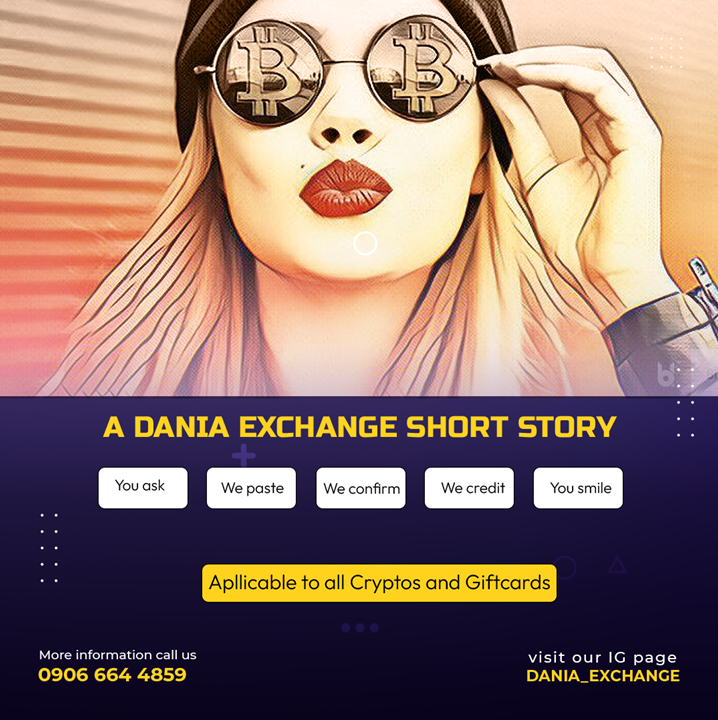 A DANIA EXCHANGE SHORT STORY
You ask
We paste
We confirm
We credit
You smile
Apllicable to all Cryptos and Giftcards
More information call us
0906 664 4859
visit our IG page
DANIA_EXCHANGE